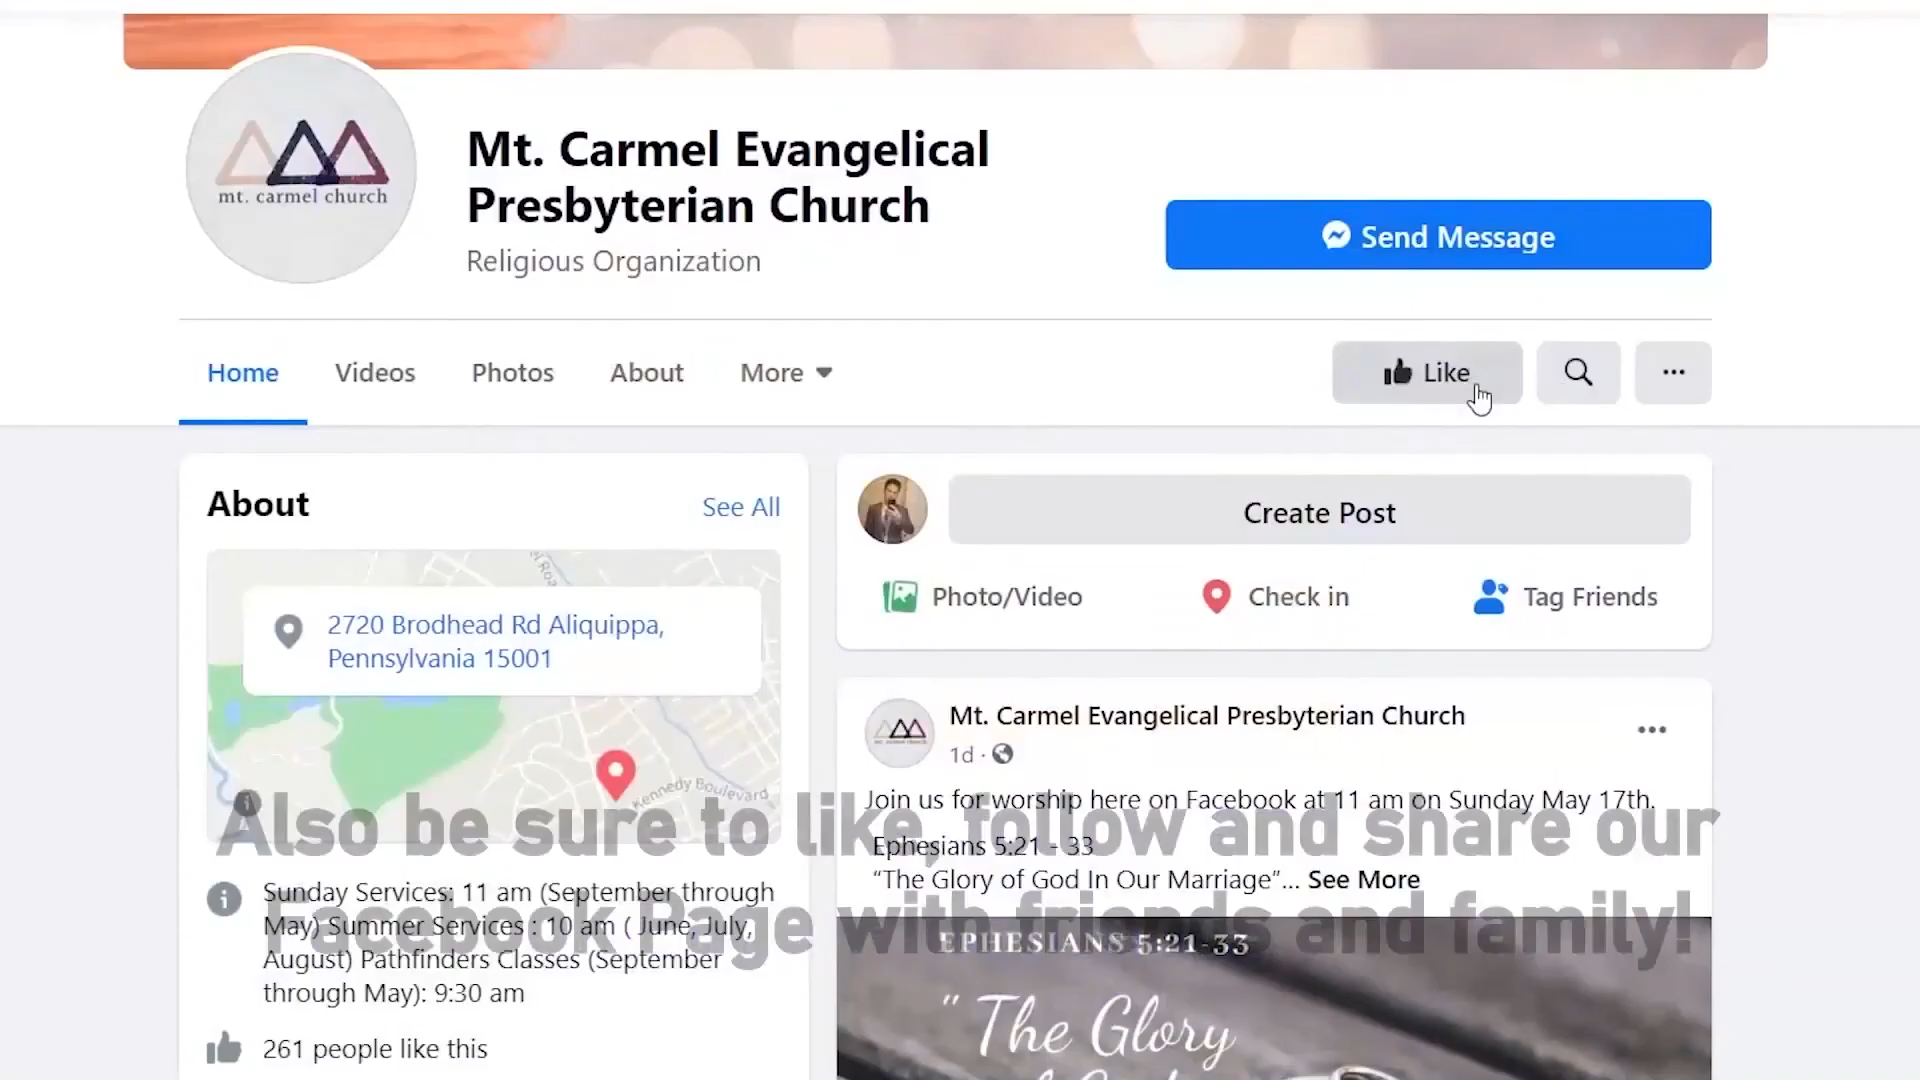 mt. carmel church
Mt. Carmel Evangelical
Presbyterian Church
Religious Organization
Send Message
Home
Videos
Photos
About
More
Like
About
See All
2720 Brodhead Rd Aliquippa,
Pennsylvania 15001
Kennedy Boulevard
Sunday Services: 11 am (September through
May) Summer Services : 10 am ( June, July,
August) Pathfinders Classes (September
through May): 9:30 am
261 people like this
Create Post
Photo/Video
Check in
Tag Friends
Mt. Carmel Evangelical Presbyterian Church
1d ·
Join us for worship here on Facebook at 11 am on Sunday May 17th.
Ephesians 5:21 - 33
“The Glory of God In Our Marriage”... See More
EPHESIANS 5:21-33
“ The Glory
Also be sure to like, follow and share our
Facebook Page with friends and family!